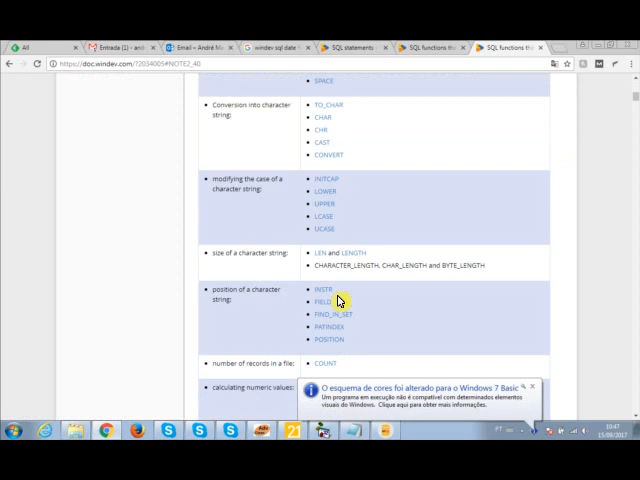 All
Entrada (1) - and
Email – André M
windev sql date f
SQL statements
SQL functions tha
SQL functions tha
https://doc.windev.com/?2034005#NOTE2_40
SPACE
Conversion into character string:
TO_CHAR
CHAR
CHR
CAST
CONVERT
modifying the case of a character string:
INITCAP
LOWER
UPPER
LCASE
UCASE
size of a character string:
LEN and LENGTH
CHARACTER_LENGTH, CHAR_LENGTH and BYTE_LENGTH
position of a character string:
INSTR
FIELD
FIND_IN_SET
PATINDEX
POSITION
number of records in a file:
COUNT
calculating numeric values:
O esquema de cores foi alterado para o Windows 7 Basic
Um programa em execução não é compatível com determinados elementos
visuais do Windows. Clique aqui para obter mais informações.
21
PT
10:47
15/08/2017